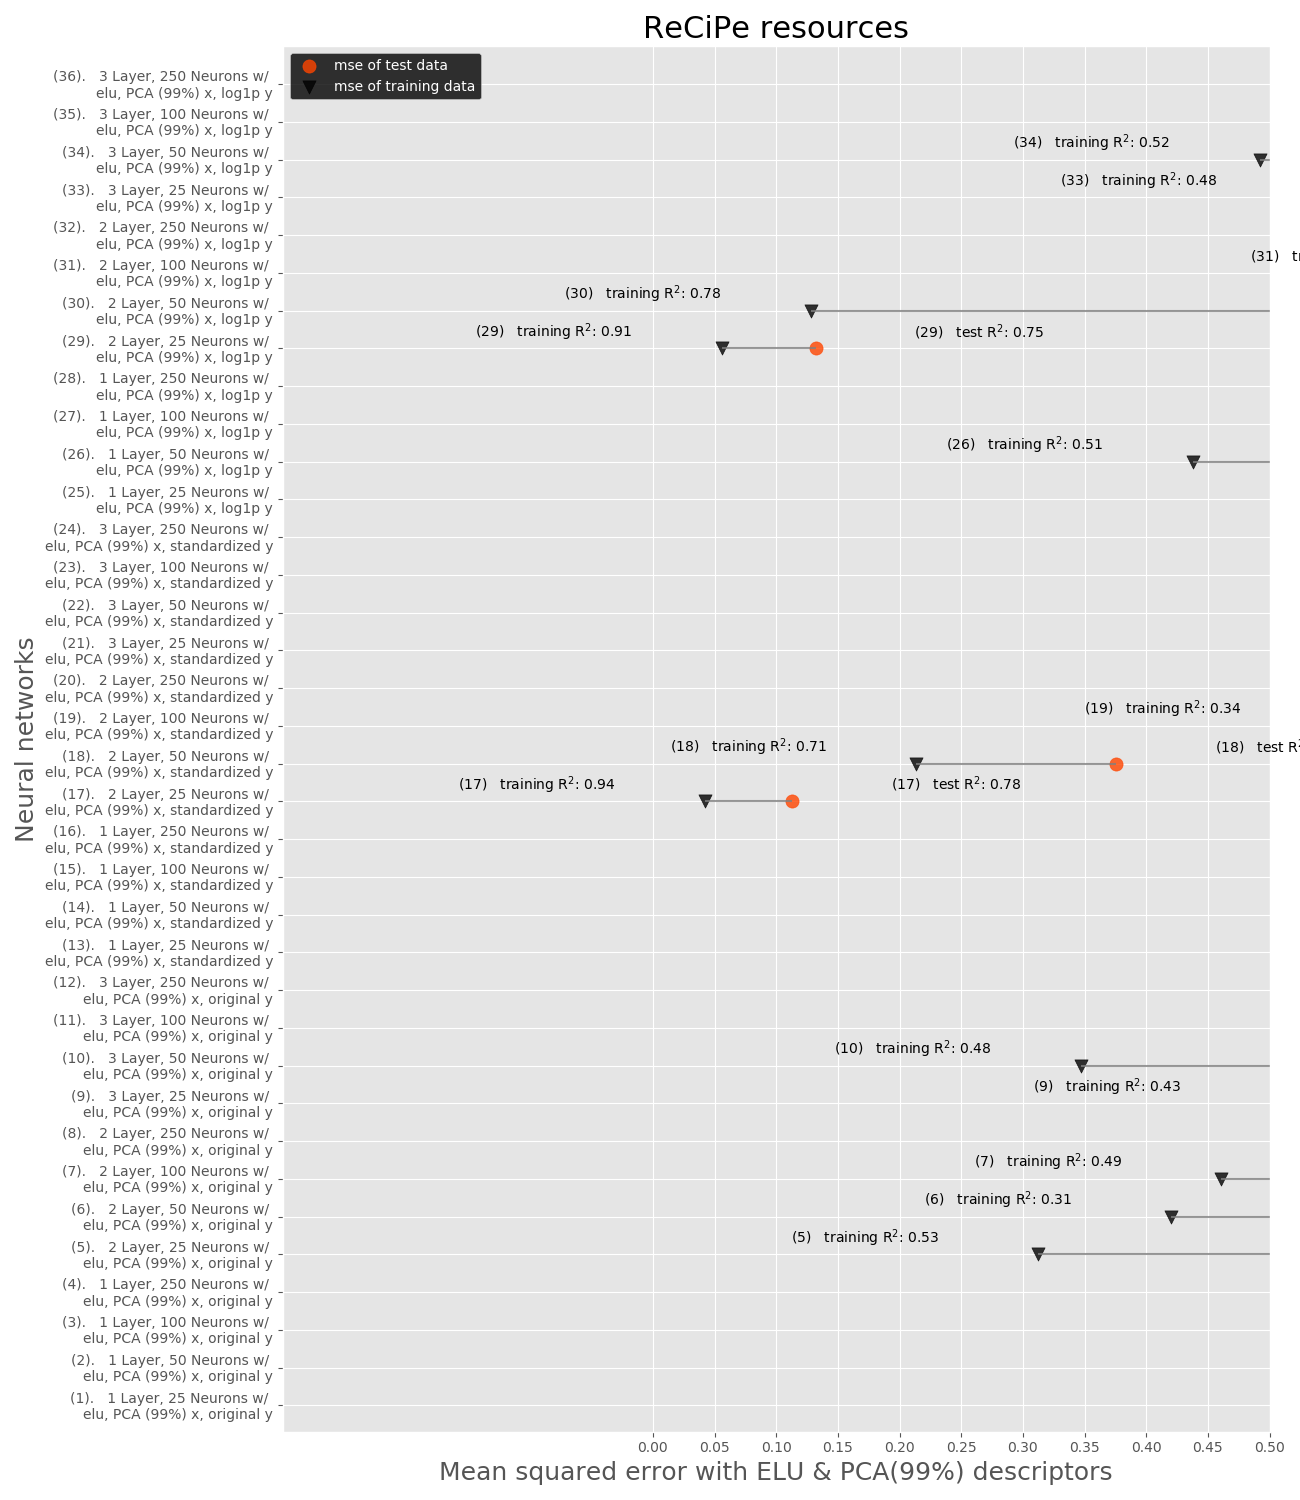 ReCiPe resources
mse of test data
mse of training data
(36).   3 Layer, 250 Neurons w/
elu, PCA (99%) x, log1p y
(35).   3 Layer, 100 Neurons w/
elu, PCA (99%) x, log1p y
(34)   training R²: 0.52
(34).   3 Layer, 50 Neurons w/
elu, PCA (99%) x, log1p y
(33)   training R²: 0.48
(33).   3 Layer, 25 Neurons w/
elu, PCA (99%) x, log1p y
(32).   2 Layer, 250 Neurons w/
elu, PCA (99%) x, log1p y
(31)
(31).   2 Layer, 100 Neurons w/
elu, PCA (99%) x, log1p y
(30)   training R²: 0.78
(30).   2 Layer, 50 Neurons w/
elu, PCA (99%) x, log1p y
(29)   training R²: 0.91
(29)   test R²: 0.75
(29).   2 Layer, 25 Neurons w/
elu, PCA (99%) x, log1p y
(28).   1 Layer, 250 Neurons w/
elu, PCA (99%) x, log1p y
(27).   1 Layer, 100 Neurons w/
elu, PCA (99%) x, log1p y
(26)   training R²: 0.51
(26).   1 Layer, 50 Neurons w/
elu, PCA (99%) x, log1p y
(25).   1 Layer, 25 Neurons w/
elu, PCA (99%) x, log1p y
(24).   3 Layer, 250 Neurons w/
elu, PCA (99%) x, standardized y
(23).   3 Layer, 100 Neurons w/
elu, PCA (99%) x, standardized y
(22).   3 Layer, 50 Neurons w/
elu, PCA (99%) x, standardized y
(21).   3 Layer, 25 Neurons w/
elu, PCA (99%) x, standardized y
(20).   2 Layer, 250 Neurons w/
elu, PCA (99%) x, standardized y
(19)   training R²: 0.34
(19).   2 Layer, 100 Neurons w/
elu, PCA (99%) x, standardized y
(18)   training R²: 0.71
(18)   test R²
(18).   2 Layer, 50 Neurons w/
elu, PCA (99%) x, standardized y
(17)   training R²: 0.94
(17)   test R²: 0.78
(17).   2 Layer, 25 Neurons w/
elu, PCA (99%) x, standardized y
(16).   1 Layer, 250 Neurons w/
elu, PCA (99%) x, standardized y
(15).   1 Layer, 100 Neurons w/
elu, PCA (99%) x, standardized y
(14).   1 Layer, 50 Neurons w/
elu, PCA (99%) x, standardized y
(13).   1 Layer, 25 Neurons w/
elu, PCA (99%) x, standardized y
(12).   3 Layer, 250 Neurons w/
elu, PCA (99%) x, original y
(11).   3 Layer, 100 Neurons w/
elu, PCA (99%) x, original y
(10)   training R²: 0.48
(10).   3 Layer, 50 Neurons w/
elu, PCA (99%) x, original y
(9)   training R²: 0.43
(9).   3 Layer, 25 Neurons w/
elu, PCA (99%) x, original y
(8).   2 Layer, 250 Neurons w/
elu, PCA (99%) x, original y
(7)   training R²: 0.49
(7).   2 Layer, 100 Neurons w/
elu, PCA (99%) x, original y
(6)   training R²: 0.31
(6).   2 Layer, 50 Neurons w/
elu, PCA (99%) x, original y
(5)   training R²: 0.53
(5).   2 Layer, 25 Neurons w/
elu, PCA (99%) x, original y
(4).   1 Layer, 250 Neurons w/
elu, PCA (99%) x, original y
(3).   1 Layer, 100 Neurons w/
elu, PCA (99%) x, original y
(2).   1 Layer, 50 Neurons w/
elu, PCA (99%) x, original y
(1).   1 Layer, 25 Neurons w/
elu, PCA (99%) x, original y
Neural networks
0.00 0.05 0.10 0.15 0.20 0.25 0.30 0.35 0.40 0.45 0.50
Mean squared error with ELU & PCA(99%) descriptors